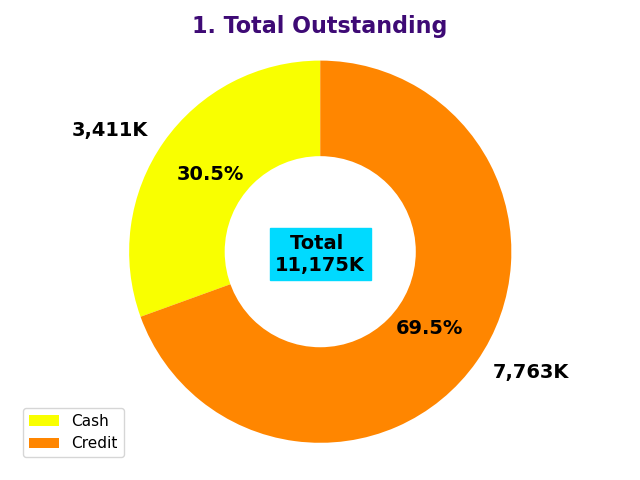 1. Total Outstanding
3,411K
30.5%
Total
11,175K
69.5%
7,763K
Cash
Credit